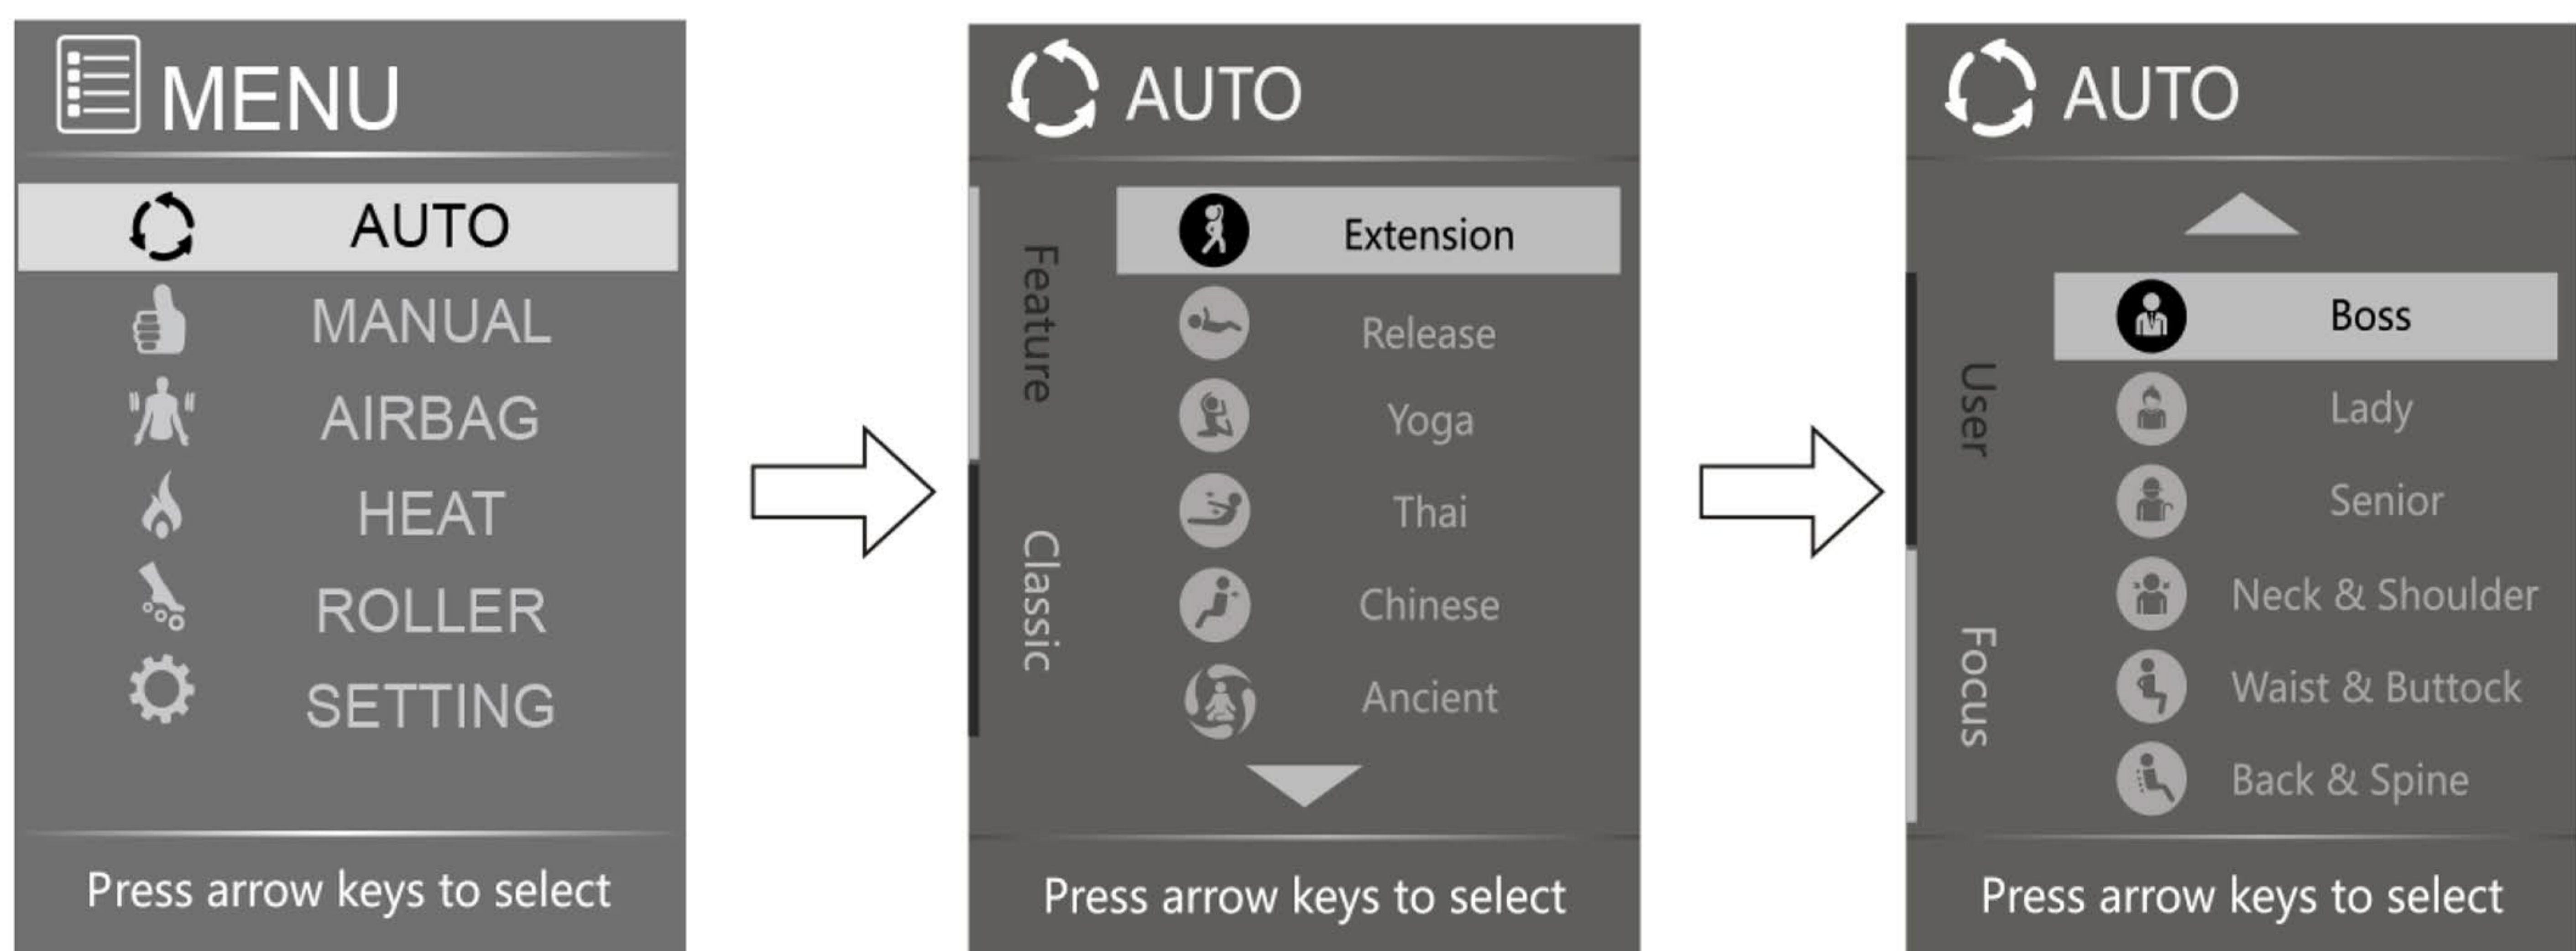 MENU
AUTO
MANUAL
AIRBAG
HEAT
ROLLER
SETTING
Press arrow keys to select
AUTO
Feature
Extension
Release
Yoga
Classic
Thai
Chinese
Ancient
Press arrow keys to select
AUTO
User
Boss
Lady
Senior
Focus
Neck & Shoulder
Waist & Buttock
Back & Spine
Press arrow keys to select